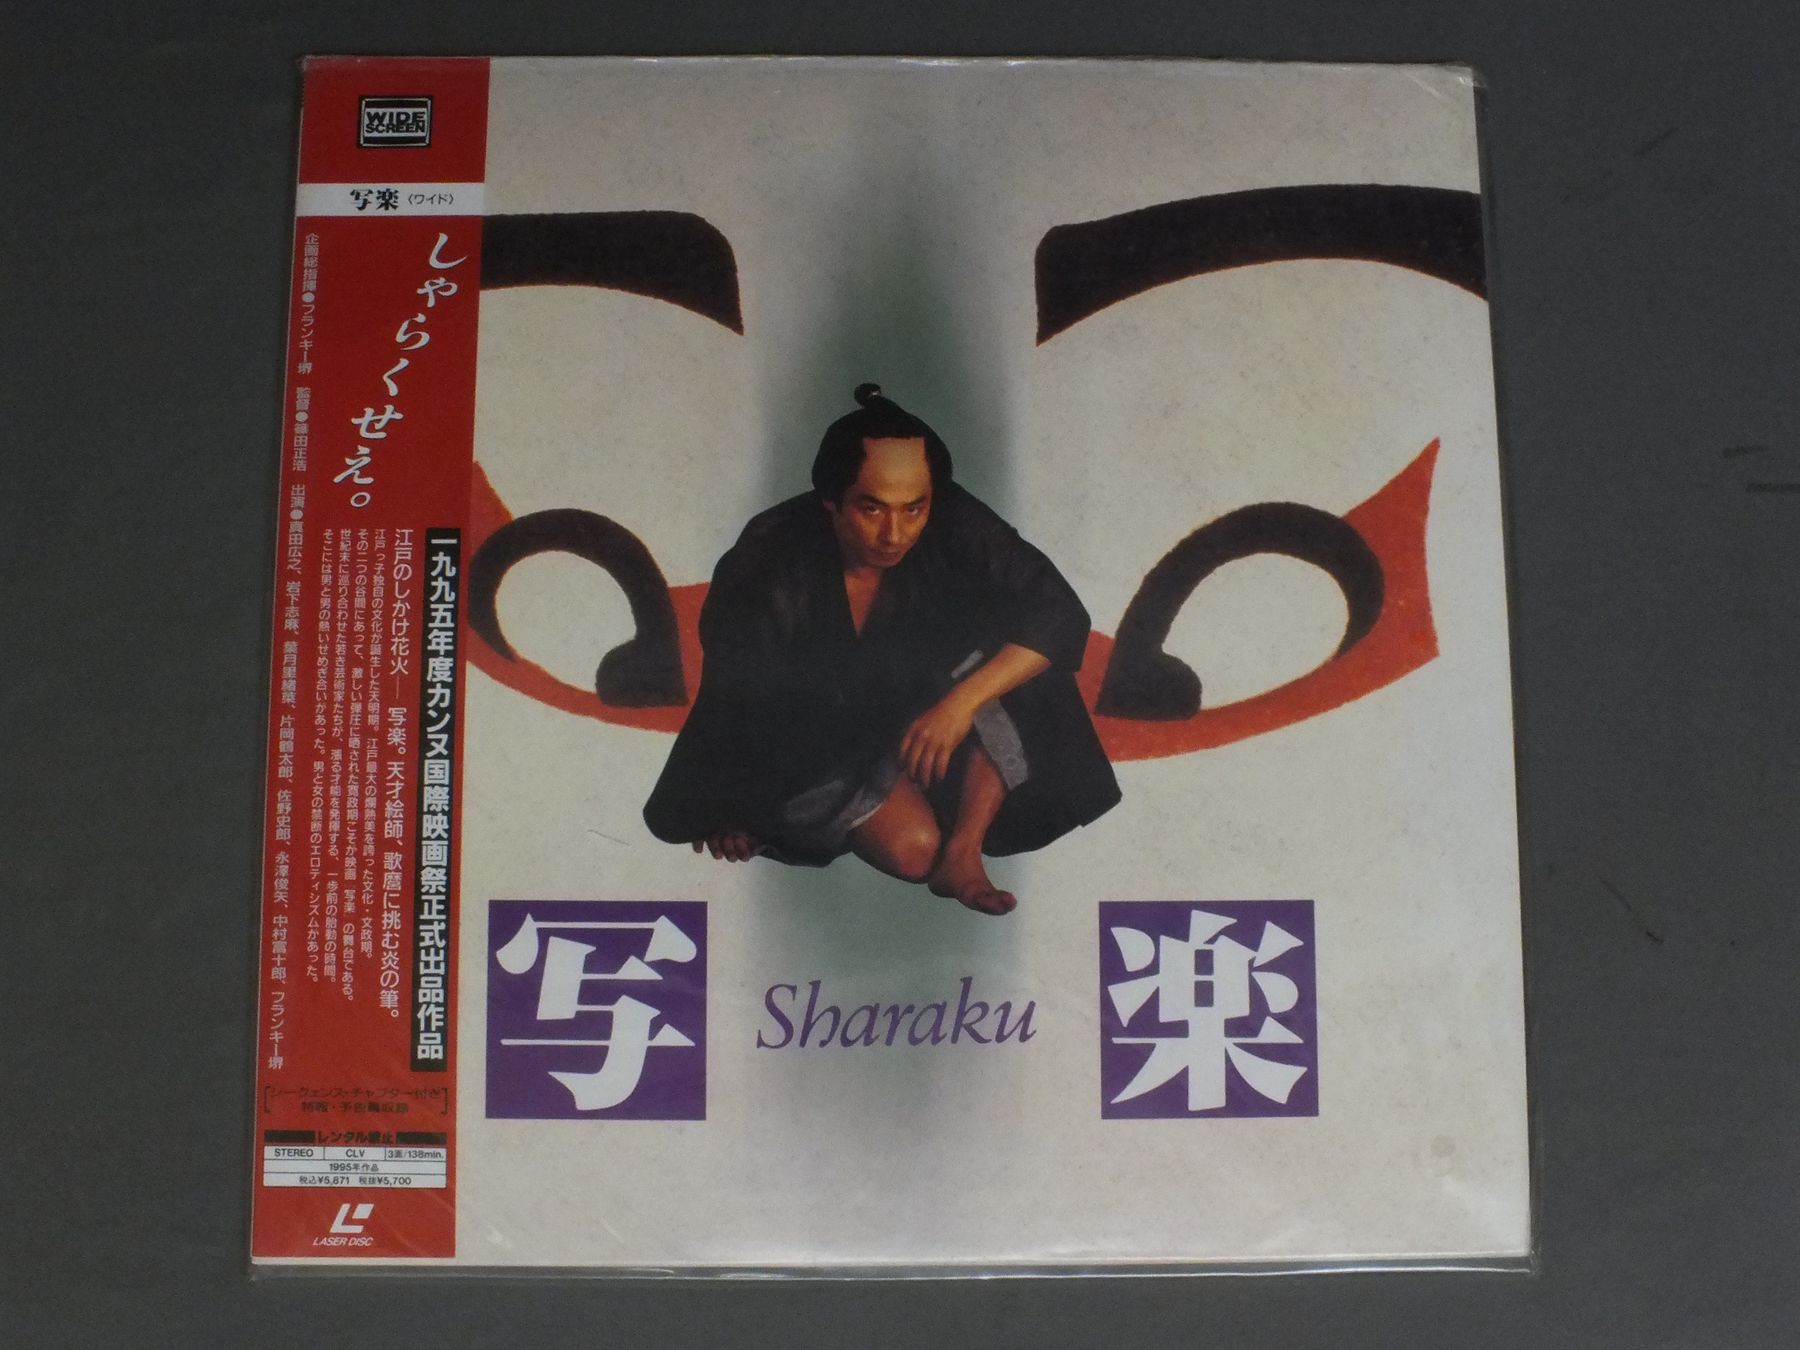 WIDE
SCREEN
写楽〈ワイド〉
しゃらくせえ。
一九九五年度カンヌ国際映画祭正式出品作品
江戸のしかけ花火──写楽。天才絵師、歌麿に挑む炎の筆。
江戸っ子独自の文化が誕生した天明期。江戸最大の爛熟美を誇った文化・文政期。
その二つの谷間にあって、激しい弾圧に晒された寛政期こそが映画「写楽」の舞台である。
世紀末に巡り合わせた若き芸術家たちが、漲る才能を発揮する、一歩前の胎動の時間。
そこには男と男の熱いせめぎ合いがあった。男と女の禁断のエロティシズムがあった。
企画総指揮●フランキー堺 監督●篠田正浩 出演●真田広之、岩下志麻、葉月里緒菜、片岡鶴太郎、佐野史郎、永澤俊矢、中村富十郎、フランキー堺
[シークェンス・チャプター付き
特報・予告篇収録]
レンタル禁止
STEREO CLV 3面/138min.
1995年作品
税込¥5,871 税抜¥5,700
LASER DISC
写
Sharaku
楽